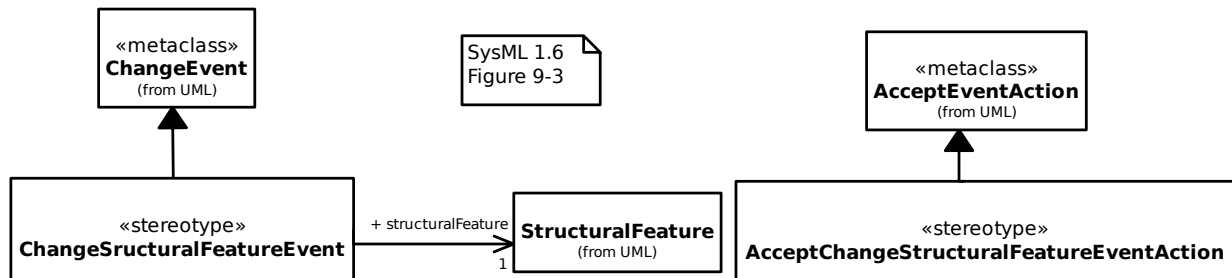 «metaclass»
ChangeEvent
(from UML)
SysML 1.6
Figure 9-3
«metaclass»
AcceptEventAction
(from UML)
«stereotype»
ChangeSructuralFeatureEvent
+ structuralFeature
1
StructuralFeature
(from UML)
«stereotype»
AcceptChangeStructuralFeatureEventAction